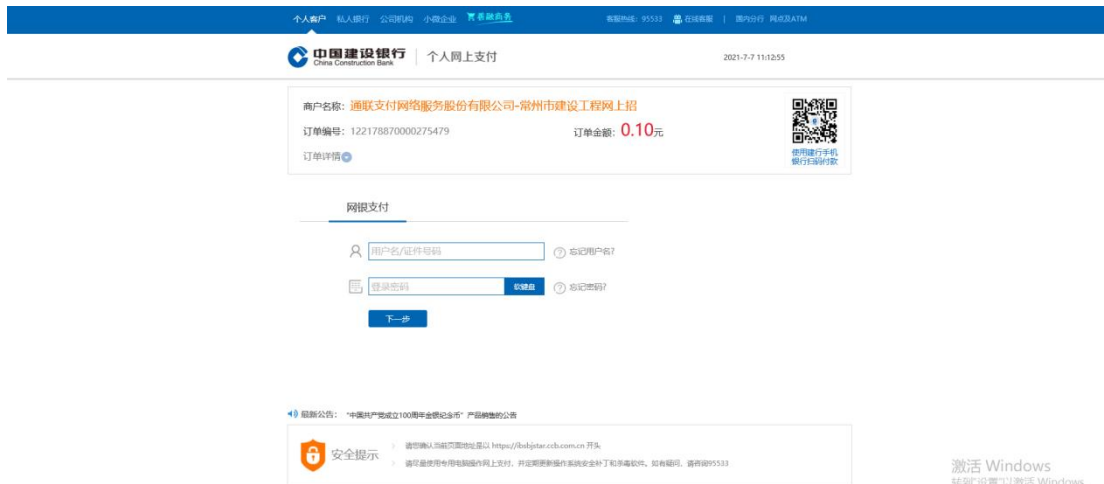 个人客户 私人银行 公司机构 小微企业 善融商务 客服热线：95533 在线客服 | 国内分行 网点及ATM
中国建设银行 个人网上支付 2021-7-7 11:12:55
China Construction Bank
商户名称：通联支付网络服务股份有限公司-常州市建设工程网上招
订单编号：122178870000275479 订单金额：0.10元
订单详情
使用建行手机
银行扫码付款
网银支付
用户名/证件号码 忘记用户名?
登录密码 软键盘 忘记密码?
下一步
最新公告： “中国共产党成立100周年金银纪念币”产品销售的公告
安全提示
请您确认当前页面地址是以 https://ibsbjstar.ccb.com.cn 开头
请尽量使用专用电脑操作网上支付，并定期更新操作系统安全补丁和杀毒软件。如有疑问，请咨询95533
激活 Windows
转到"设置"以激活 Windows